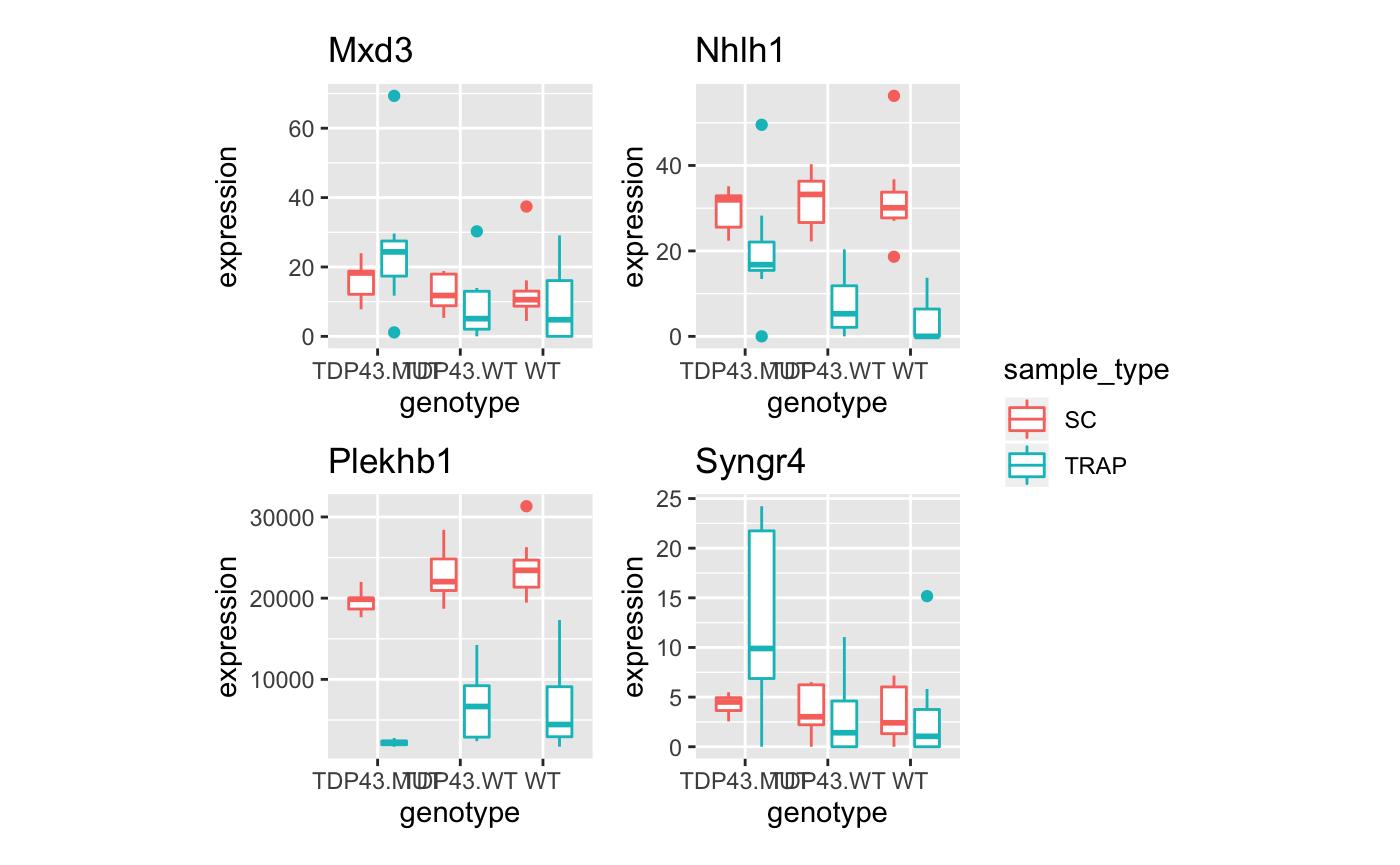 Mxd3
Nhlh1
expression
60
40
20
0
expression
40
20
0
TDP43.MUT TDP43.WT WT
TDP43.MUT TDP43.WT WT
genotype
genotype
sample_type
SC
TRAP
Plekhb1
Syngr4
expression
30000
20000
10000
expression
25
20
15
10
5
0
TDP43.MUT TDP43.WT WT
TDP43.MUT TDP43.WT WT
genotype
genotype